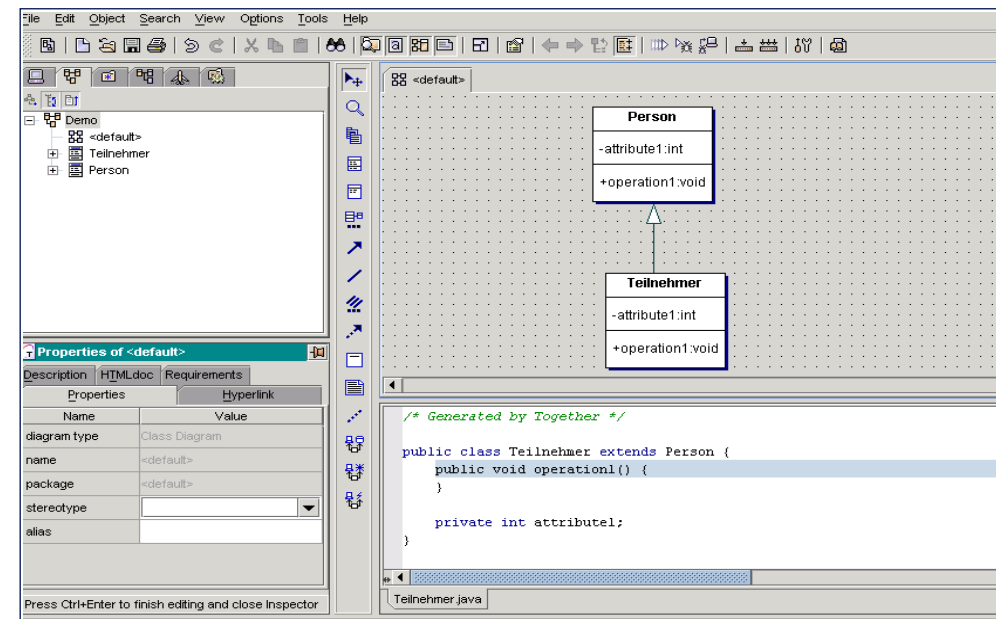 File Edit Object Search View Options Tools Help
Demo
<default>
Teilnehmer
Person
Properties of <default>
Description HTMLdoc Requirements
Properties Hyperlink
Name Value
diagram type Class Diagram
name <default>
package <default>
stereotype
alias
Press Ctrl+Enter to finish editing and close Inspector
<default>
Person
-attribute1:int
+operation1:void
Teilnehmer
-attribute1:int
+operation1:void
/* Generated by Together */
public class Teilnehmer extends Person {
public void operation1() {
}
private int attribute1;
}
Teilnehmer.java